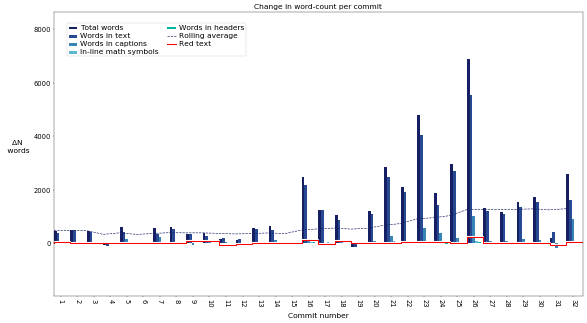 Change in word-count per commit
Total words
Words in text
Words in captions
In-line math symbols
Words in headers
Rolling average
Red text
8000
6000
4000
2000
0
ΔN
words
1 2 3 4 5 6 7 8 9 10 11 12 13 14 15 16 17 18 19 20 21 22 23 24 25 26 27 28 29 30 31 32
Commit number